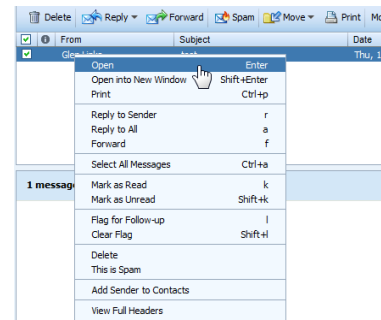 Delete Reply Forward Spam Move Print Mo
From Subject Date
Thu, 1
Open Enter
Open into New Window Shift+Enter
Print Ctrl+p
Reply to Sender r
Reply to All a
Forward f
Select All Messages Ctrl+a
1 messag
Mark as Read k
Mark as Unread Shift+k
Flag for Follow-up l
Clear Flag Shift+l
Delete
This is Spam
Add Sender to Contacts
View Full Headers